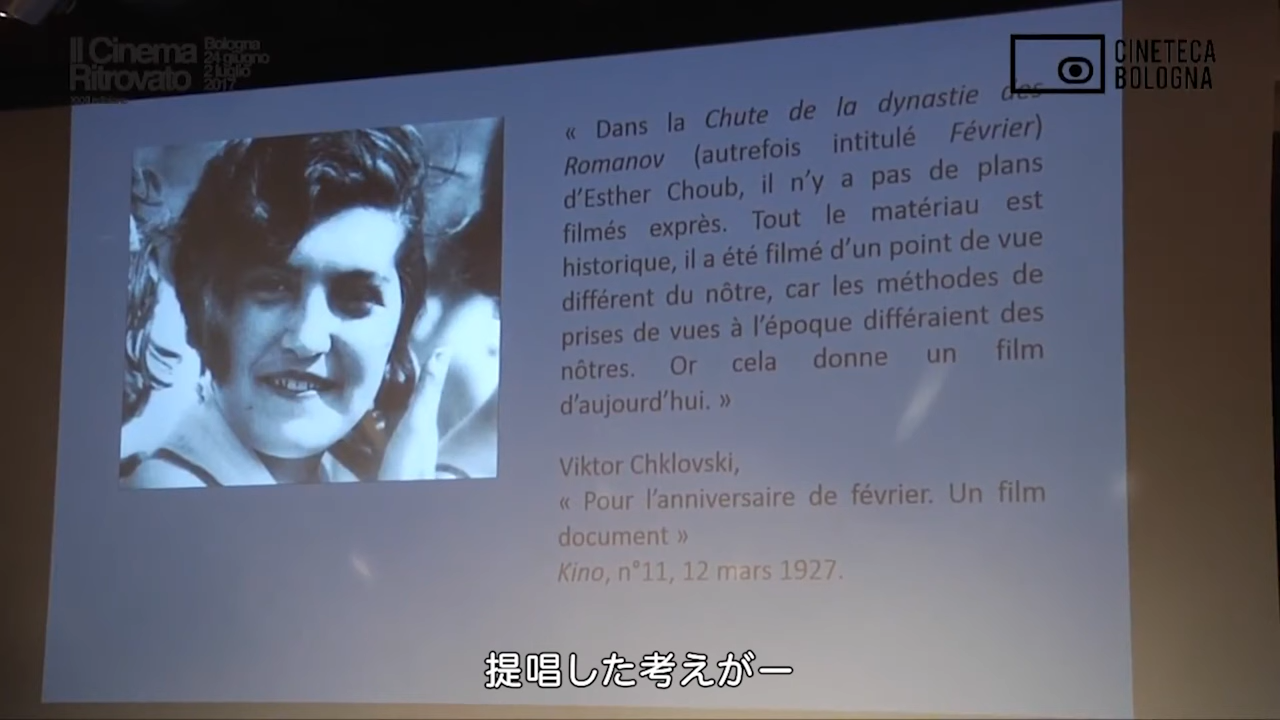 Il Cinema
Ritrovato
Bologna
24 giugno
2 luglio
2017
CINETECA
BOLOGNA
« Dans la Chute de la dynastie des
Romanov (autrefois intitulé Février)
d’Esther Choub, il n’y a pas de plans
filmés exprès. Tout le matériau est
historique, il a été filmé d’un point de vue
différent du nôtre, car les méthodes de
prises de vues à l’époque différaient des
nôtres. Or cela donne un film
d’aujourd’hui. »
Viktor Chklovski,
« Pour l’anniversaire de février. Un film
document »
Kino, n°11, 12 mars 1927.
提唱した考えがー